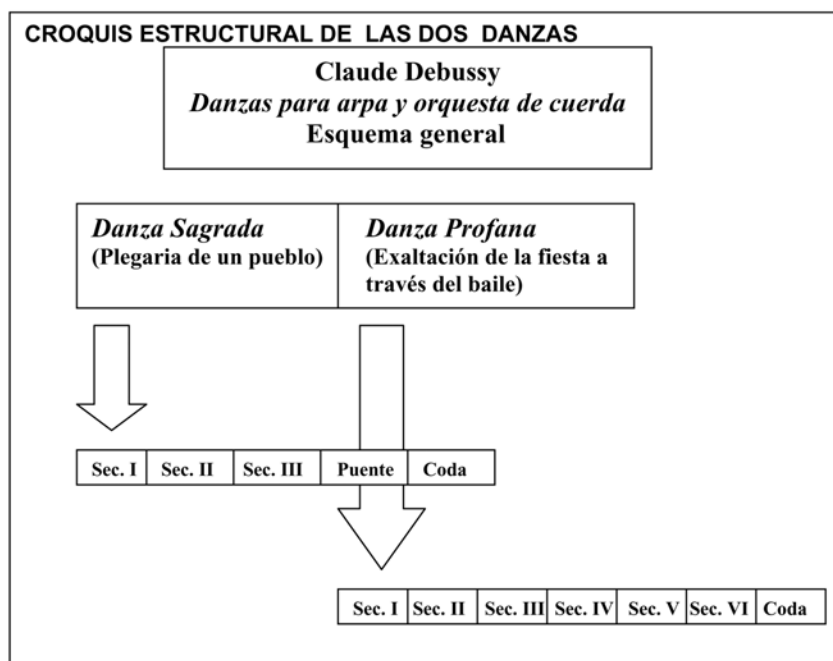 CROQUIS ESTRUCTURAL DE LAS DOS DANZAS
Claude Debussy
Danzas para arpa y orquesta de cuerda
Esquema general
Danza Sagrada
(Plegaria de un pueblo)
Danza Profana
(Exaltación de la fiesta a
través del baile)
Sec. I Sec. II Sec. III Puente Coda
Sec. I Sec. II Sec. III Sec. IV Sec. V Sec. VI Coda